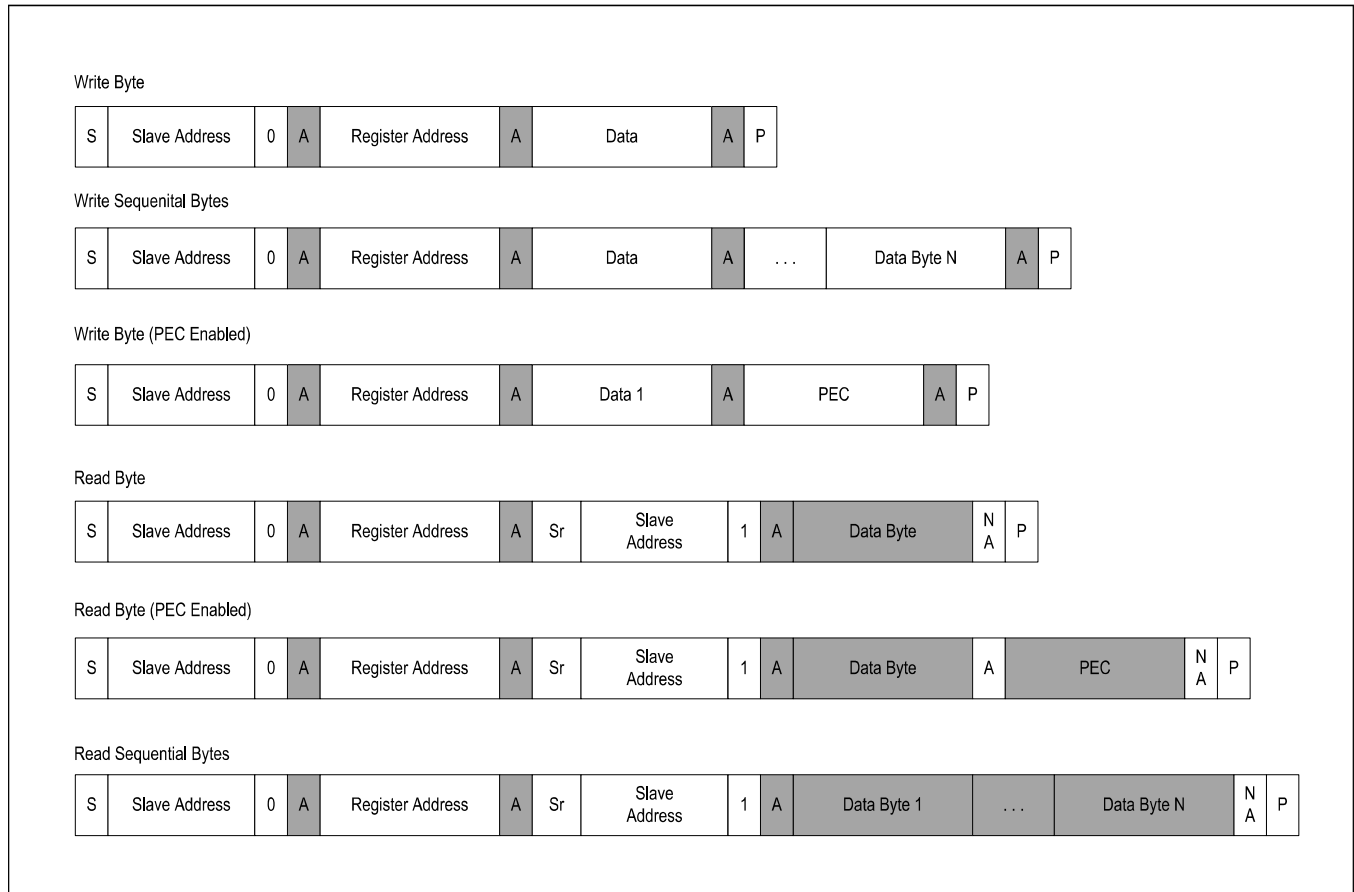 Write Byte
S Slave Address 0 A Register Address A Data A P
Write Sequenital Bytes
S Slave Address 0 A Register Address A Data A . . . Data Byte N A P
Write Byte (PEC Enabled)
S Slave Address 0 A Register Address A Data 1 A PEC A P
Read Byte
S Slave Address 0 A Register Address A Sr Slave Address 1 A Data Byte NA P
Read Byte (PEC Enabled)
S Slave Address 0 A Register Address A Sr Slave Address 1 A Data Byte A PEC NA P
Read Sequential Bytes
S Slave Address 0 A Register Address A Sr Slave Address 1 A Data Byte 1 . . . Data Byte N NA P